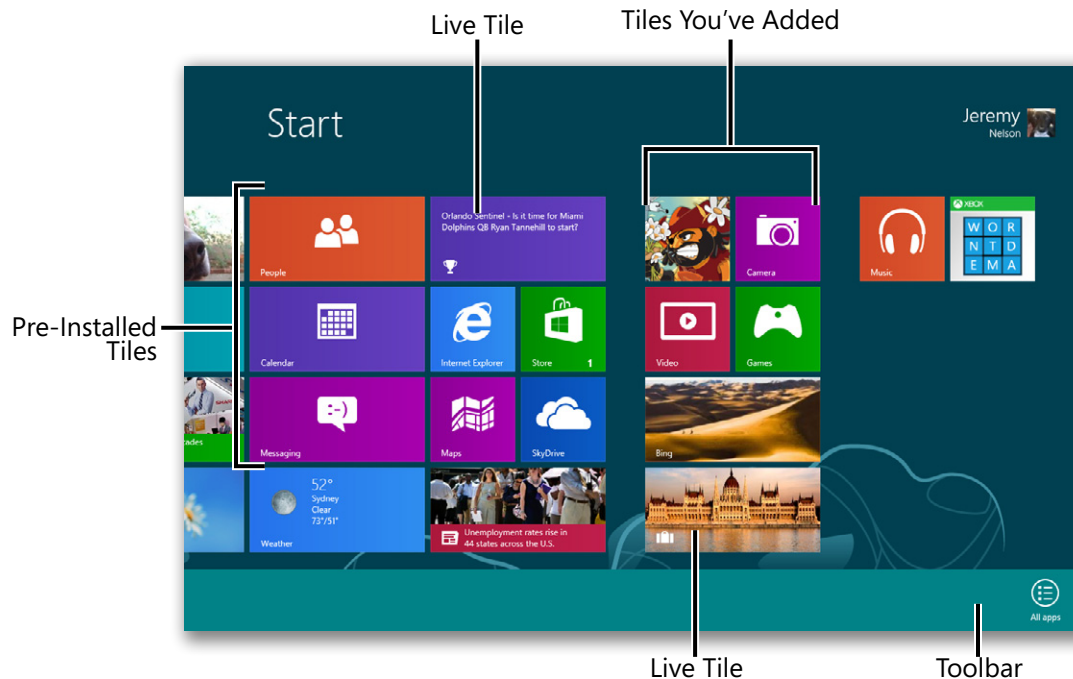 Live Tile
Tiles You've Added
Start
Jeremy
Nelson
Pre-Installed
Tiles
People
Orlando Sentinel - Is it time for Miami
Dolphins QB Ryan Tannehill to start?
Camera
Music
XBOX
W O R
N T D
E M A
Calendar
Internet Explorer
Store 1
Video
Games
Messaging
:-)
Maps
SkyDrive
Bing
52°
Sydney
Clear
73°/51°
Weather
Unemployment rates rise in
44 states across the U.S.
All apps
Live Tile
Toolbar